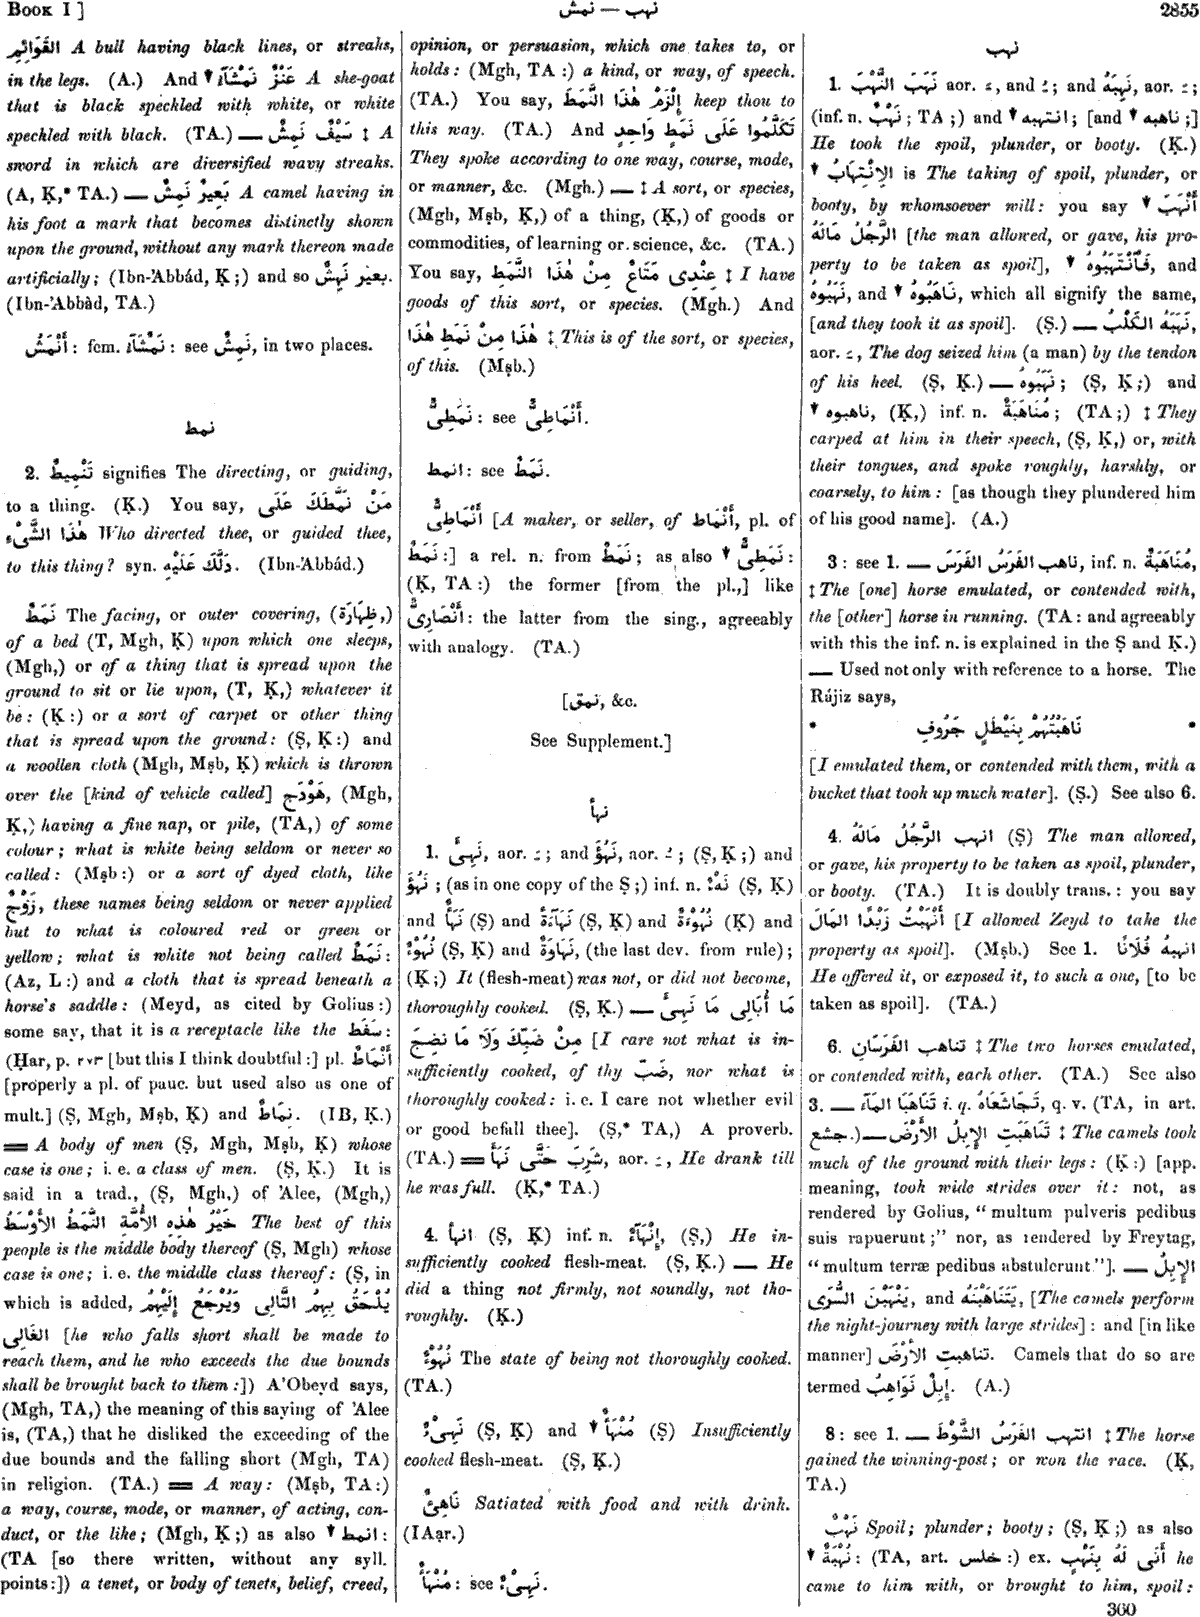 BOOK I ]
نمش — نهب
2855
القَوَائِمِ A bull having black lines, or streaks,
in the legs. (A.) And ▼ عَنْزٌ نَمْشَآءُ A she-goat
that is black speckled with white, or white
speckled with black. (TA.) — سَيْفٌ نَمِشٌ ‡ A
sword in which are diversified wavy streaks.
(A, Ḳ,* TA.) — بَعِيرٌ نَمِشٌ A camel having in
his foot a mark that becomes distinctly shown
upon the ground, without any mark thereon made
artificially; (Ibn-'Abbád, Ḳ;) and so بعير نَهِشٌ.
(Ibn-'Abbàd, TA.)
أَنْمَشُ: fem. نَمْشَآءُ: see نَمِشٌ, in two places.
نمط
2. تَنْمِيطٌ signifies The directing, or guiding,
to a thing. (Ḳ.) You say, مَنْ نَمَّطَكَ عَلَى
هٰذَا الشَّىْءِ Who directed thee, or guided thee,
to this thing? syn. دَلَّكَ عَلَيْهِ. (Ibn-'Abbád.)
نَمَطٌ The facing, or outer covering, (ظِهَارَة,)
of a bed (T, Mgh, Ḳ) upon which one sleeps,
(Mgh,) or of a thing that is spread upon the
ground to sit or lie upon, (T, Ḳ,) whatever it
be: (K:) or a sort of carpet or other thing
that is spread upon the ground: (Ṣ, Ḳ:) and
a woollen cloth (Mgh, Mṣb, Ḳ) which is thrown
over the [kind of vehicle called] هَوْدَج, (Mgh,
Ḳ,) having a fine nap, or pile, (TA,) of some
colour; what is white being seldom or never so
called: (Mṣb:) or a sort of dyed cloth, like
زَوْجٌ, these names being seldom or never applied
but to what is coloured red or green or
yellow; what is white not being called نَمَطٌ:
(Az, L:) and a cloth that is spread beneath a
horse's saddle: (Meyd, as cited by Golius:)
some say, that it is a receptacle like the سَفَط:
(Ḥar, p. ٢٧٣ [but this I think doubtful:] pl. أَنْمَاطٌ
[properly a pl. of pauc. but used also as one of
mult.] (Ṣ, Mgh, Mṣb, Ḳ) and نِمَاطٌ. (IB, Ḳ.)
═ A body of men (Ṣ, Mgh, Mṣb, Ḳ) whose
case is one; i. e. a class of men. (Ṣ, Ḳ.) It is
said in a trad., (Ṣ, Mgh,) of 'Alee, (Mgh,)
خَيْرُ هٰذِهِ الأُمَّةِ النَّمَطُ الأَوْسَطُ The best of this
people is the middle body thereof (Ṣ, Mgh) whose
case is one; i. e. the middle class thereof: (Ṣ, in
which is added, يُلْحَقُ بِهِمُ التَّالِى وَيُرْجَعُ إِلَيْهِمُ
الغَالِى [he who falls short shall be made to
reach them, and he who exceeds the due bounds
shall be brought back to them:]) A'Obeyd says,
(Mgh, TA,) the meaning of this saying of 'Alee
is, (TA,) that he disliked the exceeding of the
due bounds and the falling short (Mgh, TA)
in religion. (TA.) ═ A way: (Mṣb, TA:)
a way, course, mode, or manner, of acting, con-
duct, or the like; (Mgh, Ḳ;) as also ▼ انمط:
(TA [so there written, without any syll.
points:]) a tenet, or body of tenets, belief, creed,
opinion, or persuasion, which one takes to, or
holds: (Mgh, TA:) a kind, or way, of speech.
(TA.) You say, إِلْزَمْ هٰذَا النَّمَطَ keep thou to
this way. (TA.) And تَكَلَّمُوا عَلَى نَمَطٍ وَاحِدٍ
They spoke according to one way, course, mode,
or manner, &c. (Mgh.) — ‡ A sort, or species,
(Mgh, Mṣb, Ḳ,) of a thing, (Ḳ,) of goods or
commodities, of learning or science, &c. (TA.)
You say, عِنْدِى مَتَاعٌ مِنْ هٰذَا النَّمَطِ ‡ I have
goods of this sort, or species. (Mgh.) And
هٰذَا مِنْ نَمَطِ هٰذَا ‡ This is of the sort, or species,
of this. (Mṣb.)
نَمَطِىٌّ: see أَنْمَاطِىٌّ.
انمط: see نَمَطٌ.
أَنْمَاطِىٌّ [A maker, or seller, of أَنْمَاط, pl. of
نَمَطٌ:] a rel. n. from نَمَطٌ; as also ▼ نَمَطِىٌّ:
(Ḳ, TA:) the former [from the pl.,] like
أَنْصَارِىٌّ: the latter from the sing., agreeably
with analogy. (TA.)
[نمق, &c.
See Supplement.]
نهأ
1. نَهِئَ, aor. ـَ ; and نَهُؤَ, aor. ـُ ; (Ṣ, Ḳ;) and
نَهُؤَ ; (as in one copy of the Ṣ;) inf. n. نَهْءٌ (Ṣ, Ḳ)
and نَهَأٌ (Ṣ) and نَهَآءَةٌ (Ṣ, Ḳ) and نُهُوْءَةٌ (Ḳ) and
نُهُوْءٌ (Ṣ, Ḳ) and نَهَاوَةٌ, (the last dev. from rule);
(Ḳ;) It (flesh-meat) was not, or did not become,
thoroughly cooked. (Ṣ, Ḳ.) — مَا أُبَالِى مَا نَهِئَ
مِنْ ضَبِّكَ وَلَا مَا نضِجَ [I care not what is in-
sufficiently cooked, of thy ضَبّ, nor what is
thoroughly cooked: i. e. I care not whether evil
or good befall thee]. (Ṣ,* TA,) A proverb.
(TA.) ═ شَرِبَ حَتَّى نَهَأَ, aor. ـَ , He drank till
he was full. (Ḳ,* TA.)
4. انهأ (Ṣ, Ḳ) inf. n. إِنْهَآءٌ, (Ṣ,) He in-
sufficiently cooked flesh-meat. (Ṣ, Ḳ.) — He
did a thing not firmly, not soundly, not tho-
roughly. (Ḳ.)
نُهُوْءٌ The state of being not thoroughly cooked.
(TA.)
نَهِىْءٌ (Ṣ, Ḳ) and ▼ مُنْهَأٌ (Ṣ) Insufficiently
cooked flesh-meat. (Ṣ, Ḳ.)
نَاهِئٌ Satiated with food and with drink.
(IAạr.)
مُنْهَأٌ: see نَهِىْءٌ.
نهب
1. نَهَبَ النَّهْبَ aor. ـَ , and ـُ ; and نَهِبَهُ, aor. ـَ ;
(inf. n. نَهْبٌ ; TA ;) and ▼ انتهبه ; [and ▼ ناهبه ;]
He took the spoil, plunder, or booty. (Ḳ.)
▼ الاِنْتِهَابُ is The taking of spoil, plunder, or
booty, by whomsoever will: you say ▼ أَنْهَبَ
الرَّجُلُ مَالَهُ [the man allowed, or gave, his pro-
perty to be taken as spoil], ▼ فَٱنْتَهَبُوهُ, and
نَهَبُوهُ, and ▼ نَاهَبُوهُ, which all signify the same,
[and they took it as spoil]. (Ṣ.) — نَهَبَهُ الكَلْبُ,
aor. ـَ , The dog seized him (a man) by the tendon
of his heel. (Ṣ, Ḳ.) — نَهَبُوهُ ; (Ṣ, Ḳ;) and
▼ ناهبوه, (Ḳ,) inf. n. مُنَاهَبَةٌ ; (TA;) ‡ They
carped at him in their speech, (Ṣ, Ḳ,) or, with
their tongues, and spoke roughly, harshly, or
coarsely, to him: [as though they plundered him
of his good name]. (A.)
3: see 1. — ناهب الفَرَسُ الفَرَسَ, inf. n. مُنَاهَبَةٌ,
‡ The [one] horse emulated, or contended with,
the [other] horse in running. (TA: and agreeably
with this the inf. n. is explained in the Ṣ and Ḳ.)
— Used not only with reference to a horse. The
Rájiz says,
* نَاهَبْتُهُمْ بِنَيْطَلٍ جَرُوفِ *
[I emulated them, or contended with them, with a
bucket that took up much water]. (Ṣ.) See also 6.
4. انهب الرَّجُلُ مَالَهُ (Ṣ) The man allowed,
or gave, his property to be taken as spoil, plunder,
or booty. (TA.) It is doubly trans.: you say
أَنْهَبْتُ زَيْدًا المَالَ [I allowed Zeyd to take the
property as spoil]. (Mṣb.) See 1. انهبهُ فُلَانًا
He offered it, or exposed it, to such a one, [to be
taken as spoil]. (TA.)
6. تناهب الفَرَسَانِ ‡ The two horses emulated,
or contended with, each other. (TA.) See also
3. — تَنَاهَبَا المَآءَ i. q. تَجَاشَعَاهُ, q. v. (TA, in art.
جشع.) — تَنَاهَبَتِ الإِبِلُ الأَرْضَ ‡ The camels took
much of the ground with their legs: (Ḳ:) [app.
meaning, took wide strides over it: not, as
rendered by Golius, "multum pulveris pedibus
suis rapuerunt;" nor, as rendered by Freytag,
"multum terræ pedibus abstulerunt."]. — الإِبِلُ
يَنْهَبْنَ السُّرَى, and يَتَنَاهَبْنَهُ, [The camels perform
the night-journey with large strides]: and [in like
manner] تناهبتِ الأَرْضَ. Camels that do so are
termed إِبِلٌ نَوَاهِبُ. (A.)
8: see 1. — انتهب الفَرَسُ الشَّوْطَ ‡ The horse
gained the winning-post; or won the race. (Ḳ,
TA.)
نَهْبٌ Spoil; plunder; booty; (Ṣ, Ḳ;) as also
▼ نُهْبَةٌ: (TA, art. خلس:) ex. أَتَى لَهُ بِنَهْبٍ he
came to him with, or brought to him, spoil:
360